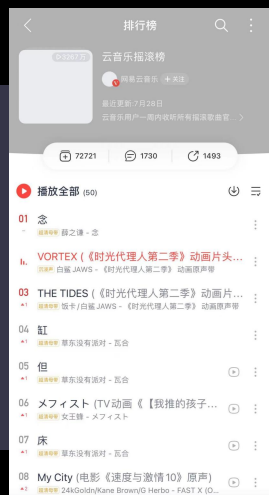 排行榜
云音乐摇滚榜
网易云音乐 +关注
最近更新:7月28日
云音乐用户一周内收听所有摇滚歌曲官...
72721
1730
1493
播放全部 (50)
01 念
薛之谦 - 念
VORTEX (《时光代理人第二季》动画片头...
白鲨JAWS - 《时光代理人第二季》 动画原声带
03 THE TIDES (《时光代理人第二季》动画片...
饭卡/白鲨JAWS - 《时光代理人第二季》 动画原声带
04 缸
草东没有派对 - 瓦合
05 但
草东没有派对 - 瓦合
06 メフィスト (TV动画《【我推的孩子...
女王蜂 - メフィスト
07 床
草东没有派对 - 瓦合
08 My City (电影《速度与激情10》原声)
24kGoldn/Kane Brown/G Herbo - FAST X (O...